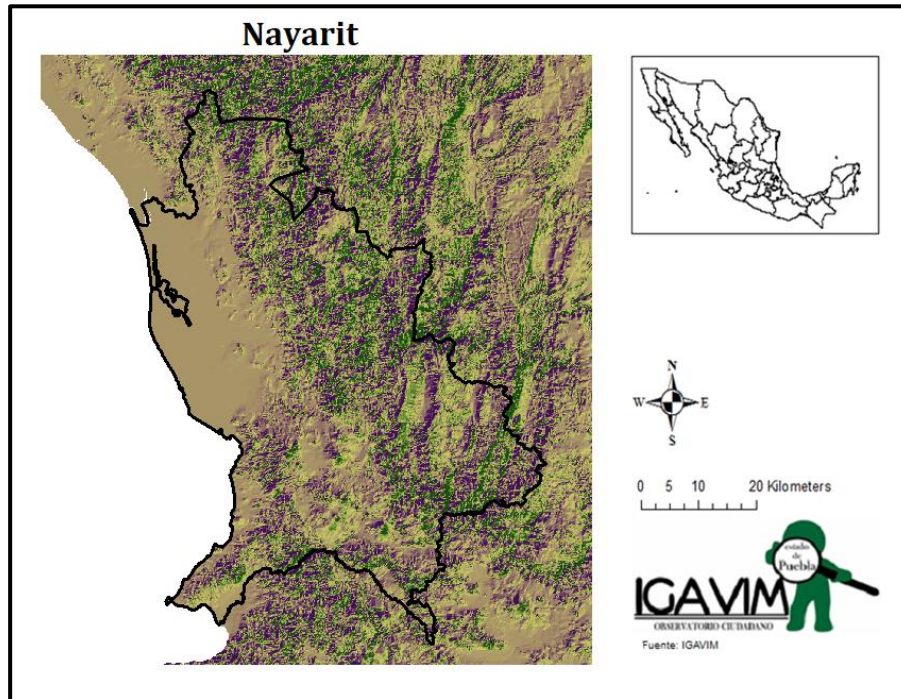 Nayarit
N
W E
S
0 5 10 20 Kilometers
estado
de
Puebla
IGAVIM
OBSERVATORIO CIUDADANO
Fuente: IGAVIM